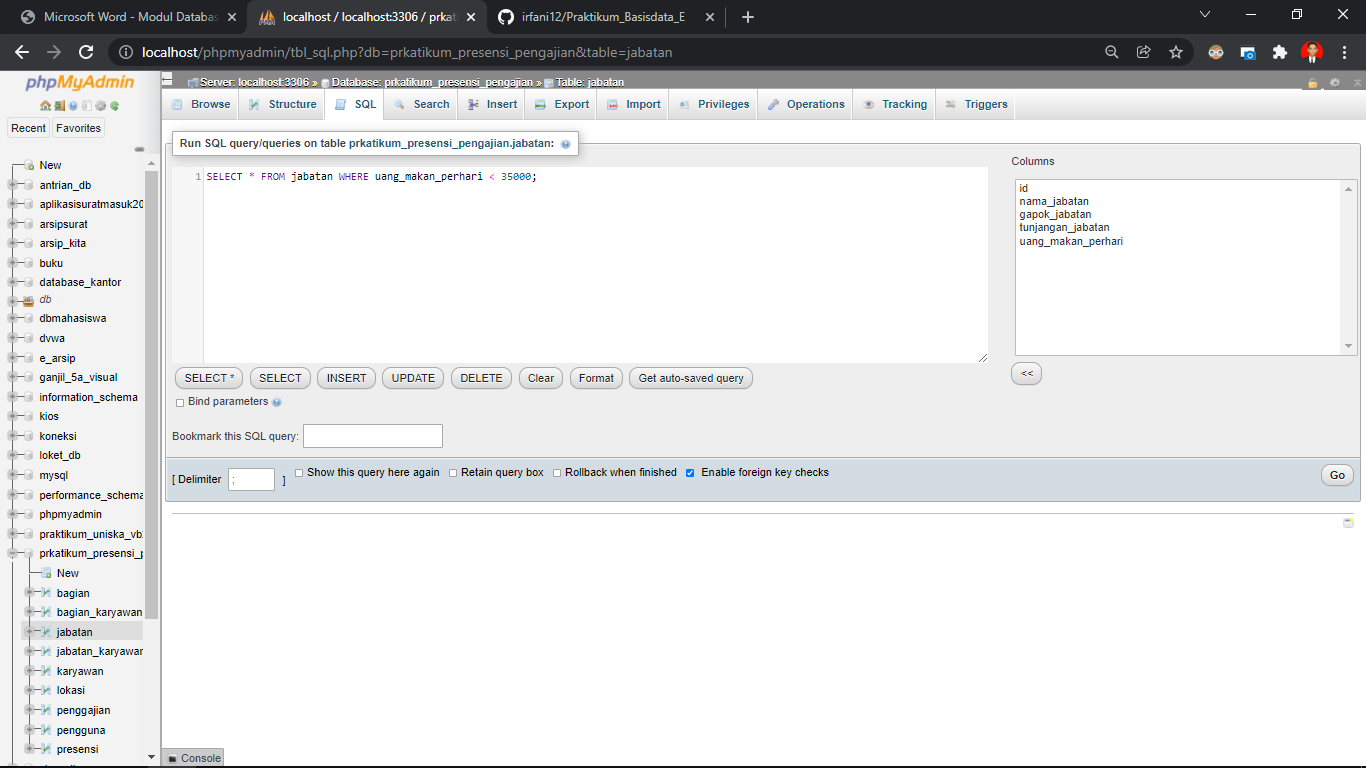 Microsoft Word - Modul Databas
localhost / localhost:3306 / prkati
irfani12/Praktikum_Basisdata_E
localhost/phpmyadmin/tbl_sql.php?db=prkatikum_presensi_pengajian&table=jabatan
phpMyAdmin
Recent Favorites
New
antrian_db
aplikasisuratmasuk20
arsipsurat
arsip_kita
buku
database_kantor
db
dbmahasiswa
dvwa
e_arsip
ganjil_5a_visual
information_schema
kios
koneksi
loket_db
mysql
performance_schema
phpmyadmin
praktikum_uniska_vb
prkatikum_presensi_p
New
bagian
bagian_karyawan
jabatan
jabatan_karyawan
karyawan
lokasi
penggajian
pengguna
presensi
Server: localhost:3306 » Database: prkatikum_presensi_pengajian » Table: jabatan
Browse Structure SQL Search Insert Export Import Privileges Operations Tracking Triggers
Run SQL query/queries on table prkatikum_presensi_pengajian.jabatan:
1 SELECT * FROM jabatan WHERE uang_makan_perhari < 35000;
Columns
id
nama_jabatan
gapok_jabatan
tunjangan_jabatan
uang_makan_perhari
<<
SELECT * SELECT INSERT UPDATE DELETE Clear Format Get auto-saved query
Bind parameters
Bookmark this SQL query:
[ Delimiter ; ] Show this query here again Retain query box Rollback when finished Enable foreign key checks Go
Console